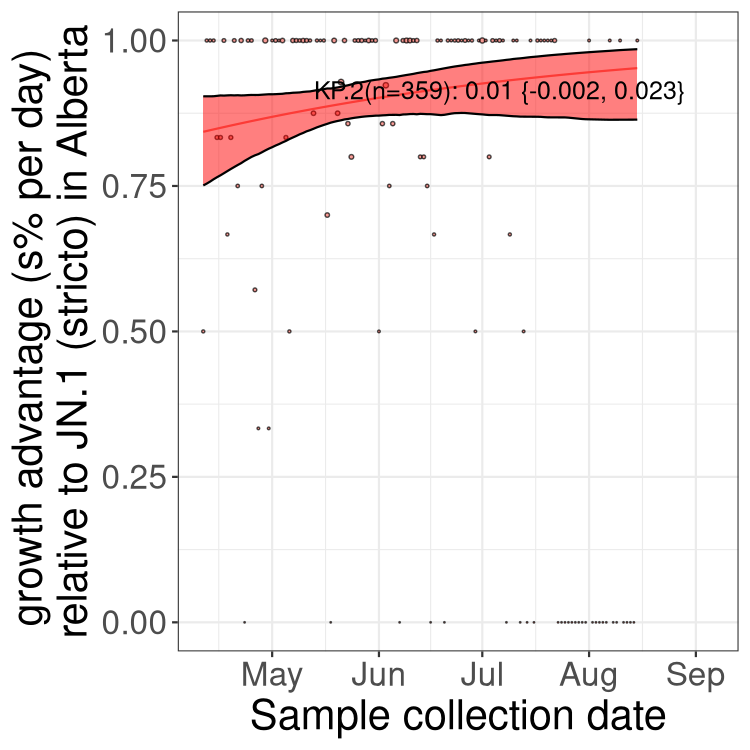 growth advantage (s% per day)
relative to JN.1 (stricto) in Alberta
1.00
0.75
0.50
0.25
0.00
KP.2(n=359): 0.01 {-0.002, 0.023}
May Jun Jul Aug Sep
Sample collection date